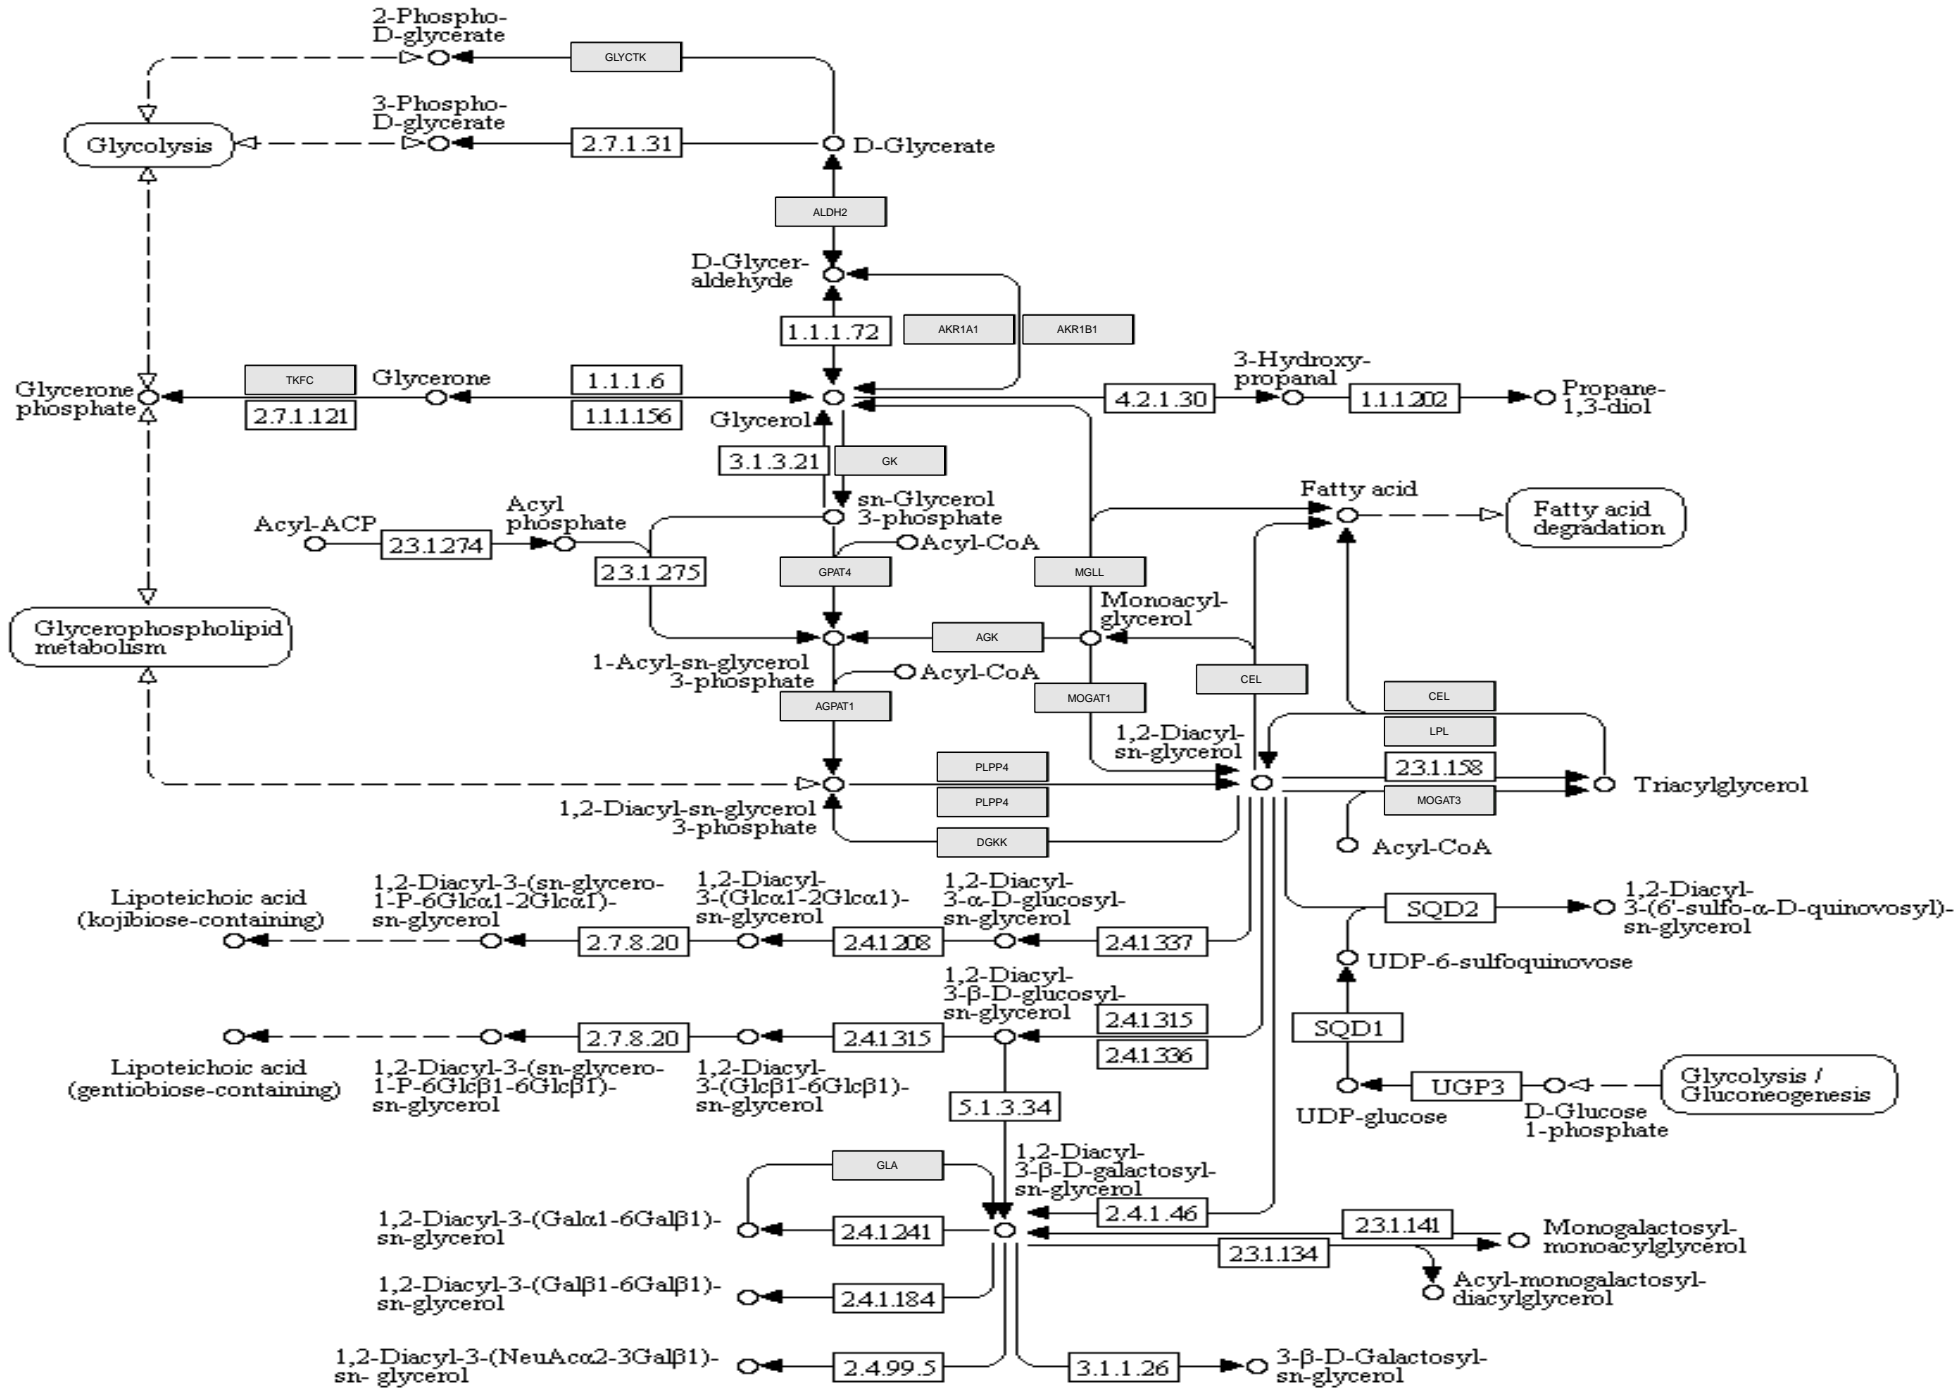 2-Phospho-
D-glycerate
GLYCTK
3-Phospho-
D-glycerate
Glycolysis
2.7.1.31
D-Glycerate
ALDH2
D-Glycer-
aldehyde
1.1.1.72
AKR1A1
AKR1B1
Glycerone
phosphate
TKFC
2.7.1.121
Glycerone
1.1.1.6
1.1.1.156
Glycerol
4.2.1.30
3-Hydroxy-
propanal
1.1.1.202
Propane-
1,3-diol
3.1.3.21
GK
sn-Glycerol
3-phosphate
Fatty acid
Fatty acid
degradation
Acyl-ACP
2.3.1.274
Acyl
phosphate
2.3.1.275
Acyl-CoA
GPAT4
MGLL
Monoacyl-
glycerol
Glycerophospholipid
metabolism
AGK
1-Acyl-sn-glycerol
3-phosphate
Acyl-CoA
AGPAT1
MOGAT1
CEL
CEL
LPL
1,2-Diacyl-
sn-glycerol
2.3.1.158
MOGAT3
Triacylglycerol
PLPP4
PLPP4
DGKK
1,2-Diacyl-sn-glycerol
3-phosphate
Acyl-CoA
Lipoteichoic acid
(kojibiose-containing)
1,2-Diacyl-3-(sn-glycero-
1-P-6Glcα1-2Glcα1)-
sn-glycerol
1,2-Diacyl-
3-(Glcα1-2Glcα1)-
sn-glycerol
1,2-Diacyl-
3-α-D-glucosyl-
sn-glycerol
2.7.8.20
2.4.1.208
2.4.1.337
SQD2
1,2-Diacyl-
3-(6'-sulfo-α-D-quinovosyl)-
sn-glycerol
UDP-6-sulfoquinovose
1,2-Diacyl-
3-β-D-glucosyl-
sn-glycerol
2.7.8.20
2.4.1.315
2.4.1.315
2.4.1.336
SQD1
Lipoteichoic acid
(gentiobiose-containing)
1,2-Diacyl-3-(sn-glycero-
1-P-6Glcβ1-6Glcβ1)-
sn-glycerol
1,2-Diacyl-
3-(Glcβ1-6Glcβ1)-
sn-glycerol
5.1.3.34
UDP-glucose
UGP3
D-Glucose
1-phosphate
Glycolysis /
Gluconeogenesis
GLA
1,2-Diacyl-
3-β-D-galactosyl-
sn-glycerol
1,2-Diacyl-3-(Galα1-6Galβ1)-
sn-glycerol
2.4.1.241
2.4.1.46
2.3.1.141
2.3.1.134
Monogalactosyl-
monoacylglycerol
1,2-Diacyl-3-(Galβ1-6Galβ1)-
sn-glycerol
2.4.1.184
Acyl-monogalactosyl-
diacylglycerol
1,2-Diacyl-3-(NeuAcα2-3Galβ1)-
sn- glycerol
2.4.99.5
3.1.1.26
3-β-D-Galactosyl-
sn-glycerol